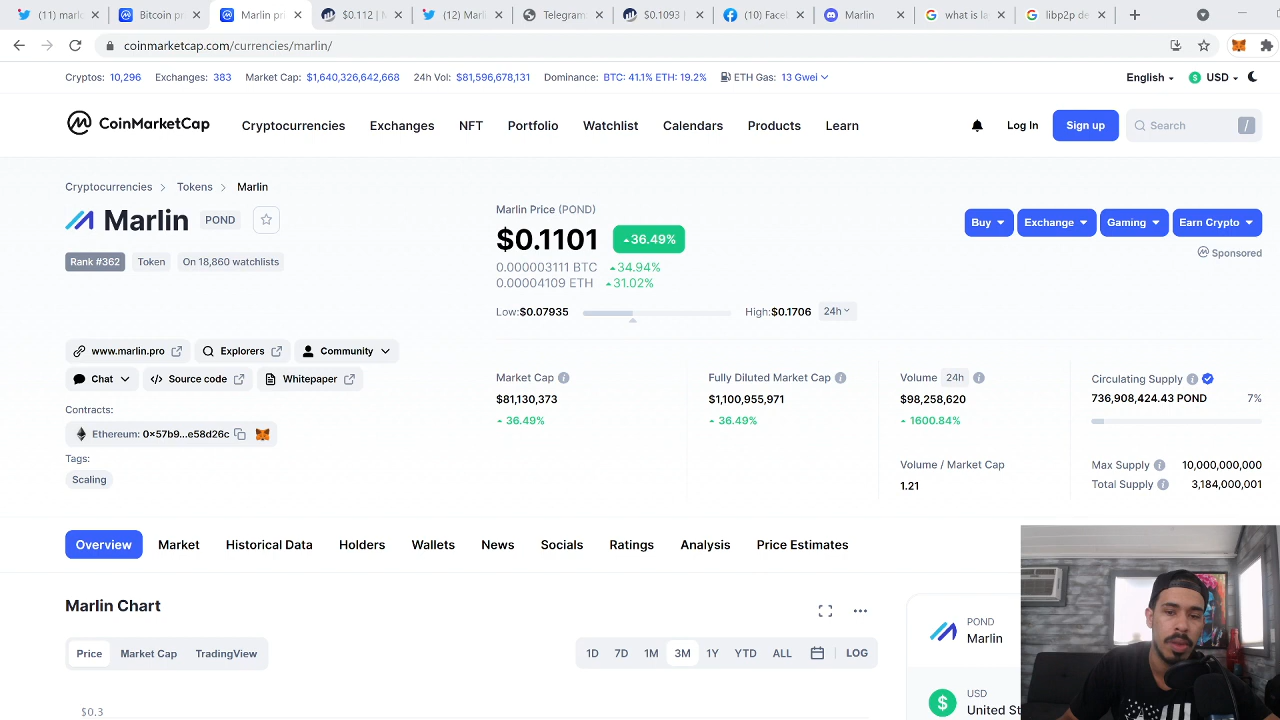 (11) marlo
Bitcoin pr
Marlin pri
$0.112 | M
(12) Marli
Telegram
$0.1093 |
(10) Face
Marlin
what is la
libp2p de
coinmarketcap.com/currencies/marlin/
Cryptos: 10,296 Exchanges: 383 Market Cap: $1,640,326,642,668 24h Vol: $81,596,678,131 Dominance: BTC: 41.1% ETH: 19.2% ETH Gas: 13 Gwei
English
USD
CoinMarketCap
Cryptocurrencies
Exchanges
NFT
Portfolio
Watchlist
Calendars
Products
Learn
Log In
Sign up
Search
/
Cryptocurrencies > Tokens > Marlin
Marlin POND
Rank #362
Token
On 18,860 watchlists
www.marlin.pro
Explorers
Community
Chat
Source code
Whitepaper
Contracts:
Ethereum: 0x57b9...e58d26c
Tags:
Scaling
Marlin Price (POND)
$0.1101 36.49%
0.000003111 BTC 34.94%
0.00004109 ETH 31.02%
Low:$0.07935
High:$0.1706
24h
Buy
Exchange
Gaming
Earn Crypto
Sponsored
Market Cap
$81,130,373
36.49%
Fully Diluted Market Cap
$1,100,955,971
36.49%
Volume 24h
$98,258,620
1600.84%
Volume / Market Cap
1.21
Circulating Supply
736,908,424.43 POND 7%
Max Supply 10,000,000,000
Total Supply 3,184,000,001
Overview
Market
Historical Data
Holders
Wallets
News
Socials
Ratings
Analysis
Price Estimates
Marlin Chart
Price
Market Cap
TradingView
1D
7D
1M
3M
1Y
YTD
ALL
LOG
$0.3
POND
Marlin
USD
United St